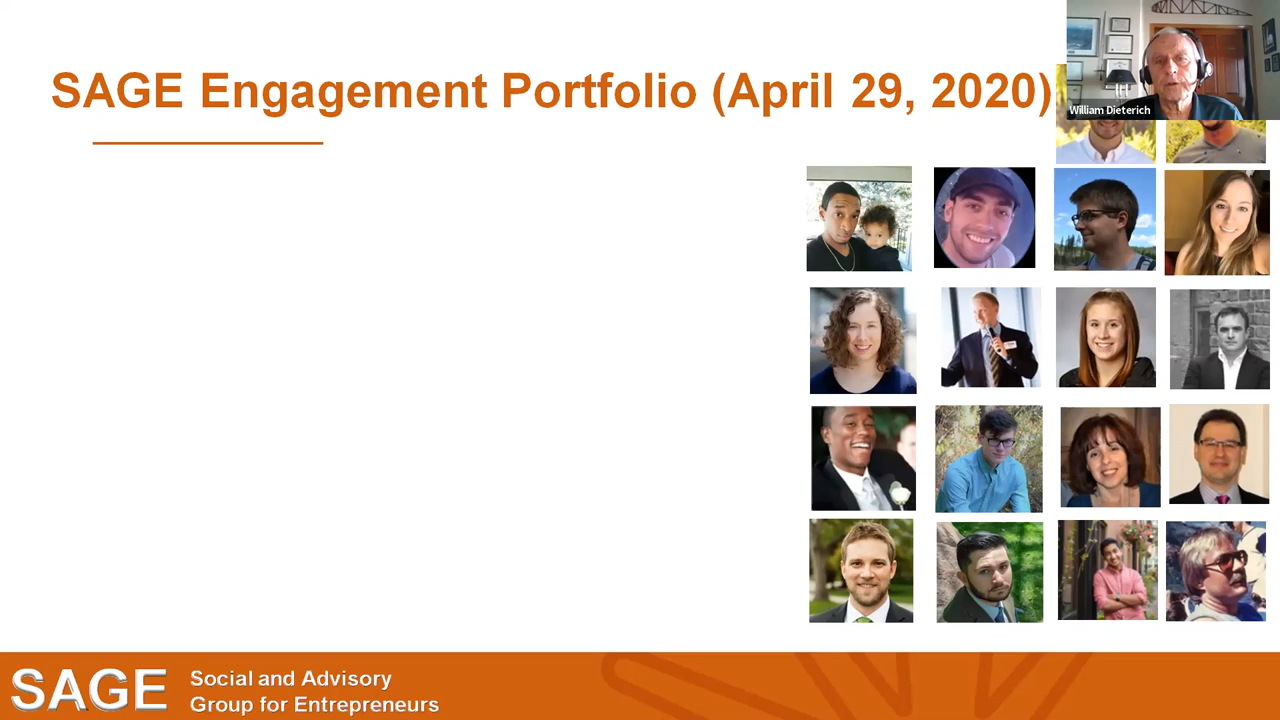 SAGE Engagement Portfolio (April 29, 2020)
William Dieterich
SAGE
Social and Advisory
Group for Entrepreneurs